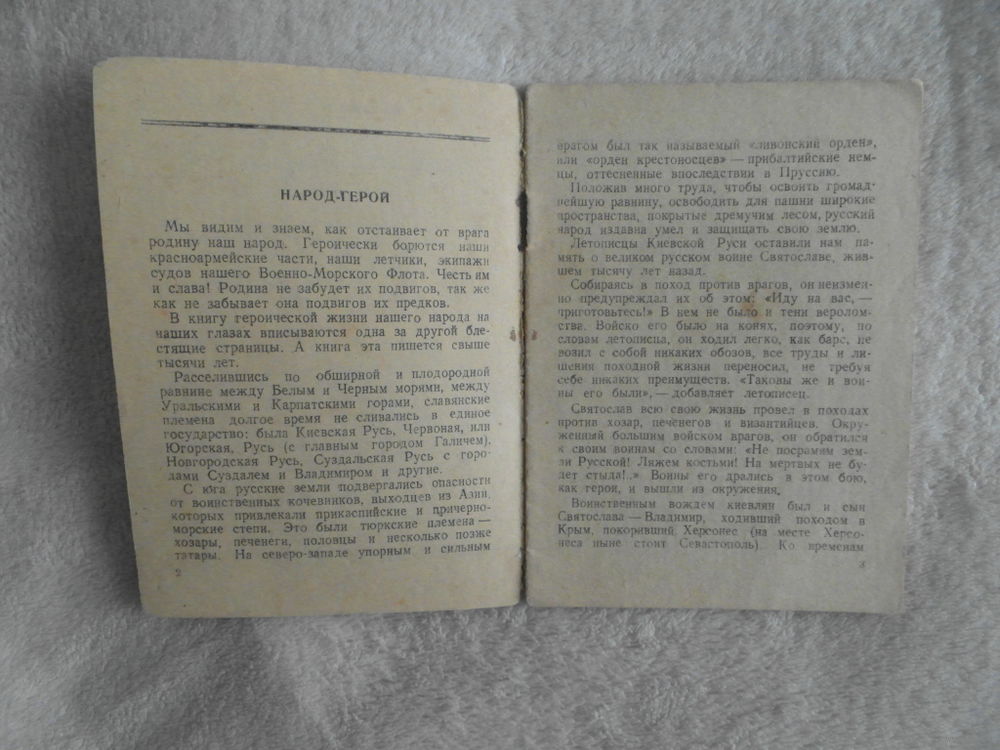 НАРОД-ГЕРОЙ
Мы видим и знаем, как отстаивает от врага
родину наш народ. Героически борются наши
красноармейские части, наши летчики, экипажи
судов нашего Военно-Морского Флота. Честь им
и слава! Родина не забудет их подвигов, так же
как не забывает она подвигов их предков.
В книгу героической жизни нашего народа на
наших глазах вписываются одна за другой бле-
стящие страницы. А книга эта пишется свыше
тысячи лет.
Расселившись по обширной и плодородной
равнине между Белым и Черным морями, между
Уральскими и Карпатскими горами, славянские
племена долгое время не сливались в единое
государство: была Киевская Русь, Червоная, или
Югорская, Русь (с главным городом Галичем),
Новгородская Русь, Суздальская Русь с горо-
дами Суздалем и Владимиром и другие.
С юга русские земли подвергались опасности
от воинственных кочевников, выходцев из Азии,
которых привлекали прикаспийские и причерно-
морские степи. Это были тюркские племена —
хозары, печенеги, половцы и несколько позже
татары. На северо-западе упорным и сильным
2
врагом был так называемый «ливонский орден»,
или «орден крестоносцев» — прибалтийские нем-
цы, оттесненные впоследствии в Пруссию.
Положив много труда, чтобы освоить громад-
нейшую равнину, освободить для пашни широкие
пространства, покрытые дремучим лесом, русский
народ издавна умел и защищать свою землю.
Летописцы Киевской Руси оставили нам па-
мять о великом русском воине Святославе, жив-
шем тысячу лет назад.
Собираясь в поход против врагов, он неизмен-
но предупреждал их об этом: «Иду на вас, —
приготовьтесь!» В нем не было и тени веролом-
ства. Войско его было на конях, поэтому, по
словам летописца, он ходил легко, как барс, не
возил с собой никаких обозов, все труды и ли-
шения походной жизни переносил, не требуя
себе никаких преимуществ. «Таковы же и вои-
ны его были», — добавляет летописец.
Святослав всю свою жизнь провел в походах
против хозар, печенегов и византийцев. Окру-
женный большим войском врагов, он обратился
к своим воинам со словами: «Не посрамим зем-
ли Русской! Ляжем костьми! На мертвых не бу-
дет стыда!..» Воины его дрались в этом бою,
как герои, и вышли из окружения.
Воинственным вождем киевлян был и сын
Святослава — Владимир, ходивший походом в
Крым, покоривший Херсонес (на месте Херсо-
неса ныне стоит Севастополь). Ко временам
3